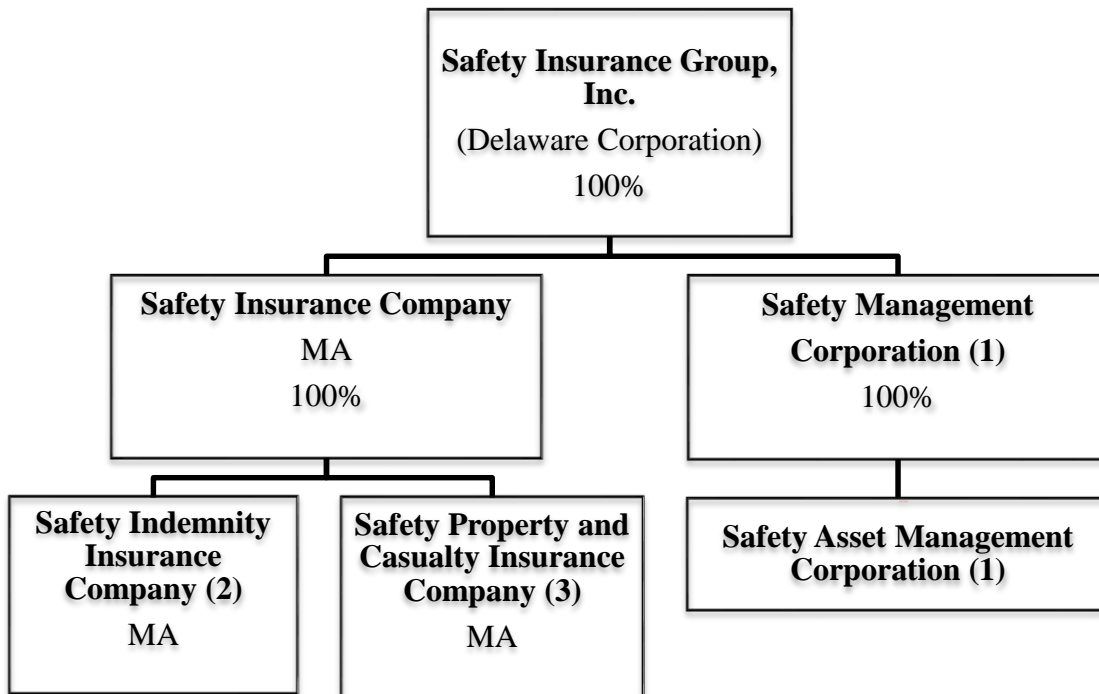 Safety Insurance Group,
Inc.
(Delaware Corporation)
100%
Safety Insurance Company
MA
100%
Safety Management
Corporation (1)
100%
Safety Indemnity
Insurance
Company (2)
MA
Safety Property and
Casualty Insurance
Company (3)
MA
Safety Asset Management
Corporation (1)